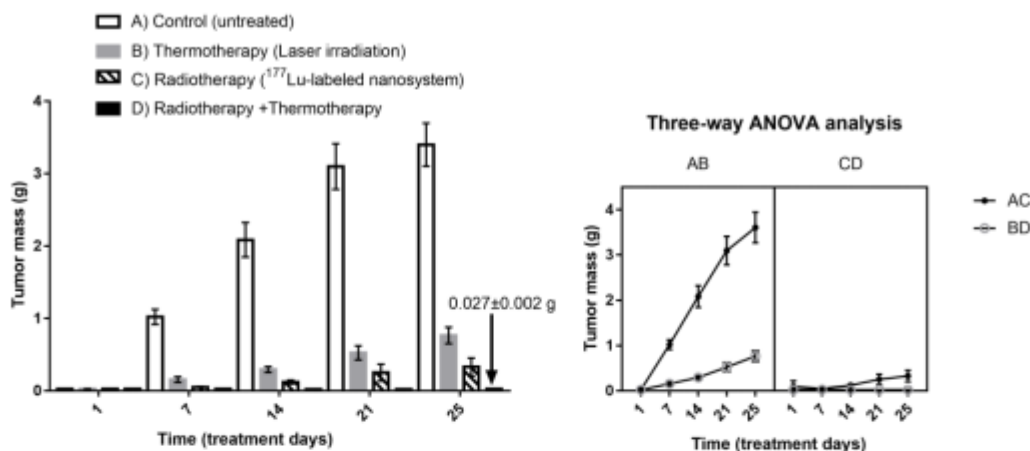 A) Control (untreated)
B) Thermotherapy (Laser irradiation)
C) Radiotherapy (¹⁷⁷Lu-labeled nanosystem)
D) Radiotherapy +Thermotherapy
Tumor mass (g)
4
3
2
1
0
0.027±0.002 g
1 7 14 21 25
Time (treatment days)
Three-way ANOVA analysis
AB CD
Tumor mass (g)
4
3
2
1
0
1 7 14 21 25 1 7 14 21 25
Time (treatment days)
AC
BD